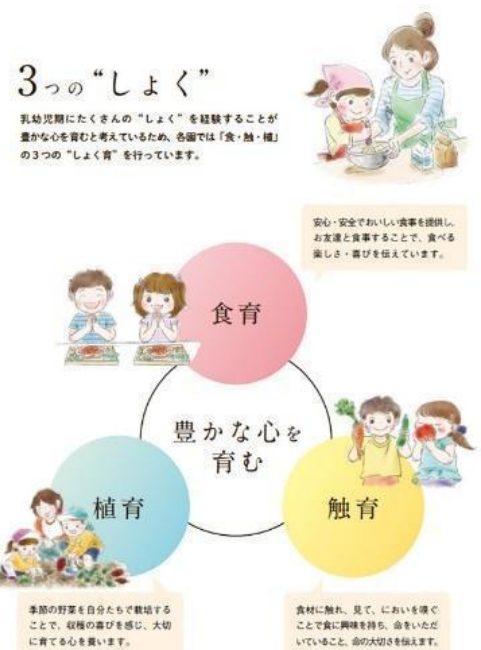 3つの“しょく”
乳幼児期にたくさんの“しょく”を経験することが
豊かな心を育むと考えているため、各園では「食・触・植」
の3つの“しょく育”を行っています。
安心・安全でおいしい食事を提供し、
お友達と食事することで、食べる
楽しさ・喜びを伝えています。
食育
豊かな心を
育む
植育
触育
季節の野菜を自分たちで栽培する
ことで、収穫の喜びを感じ、大切
に育てる心を養います。
食材に触れ、見て、においを嗅ぐ
ことで食に興味を持ち、命をいただ
いていること、命の大切さを伝えます。